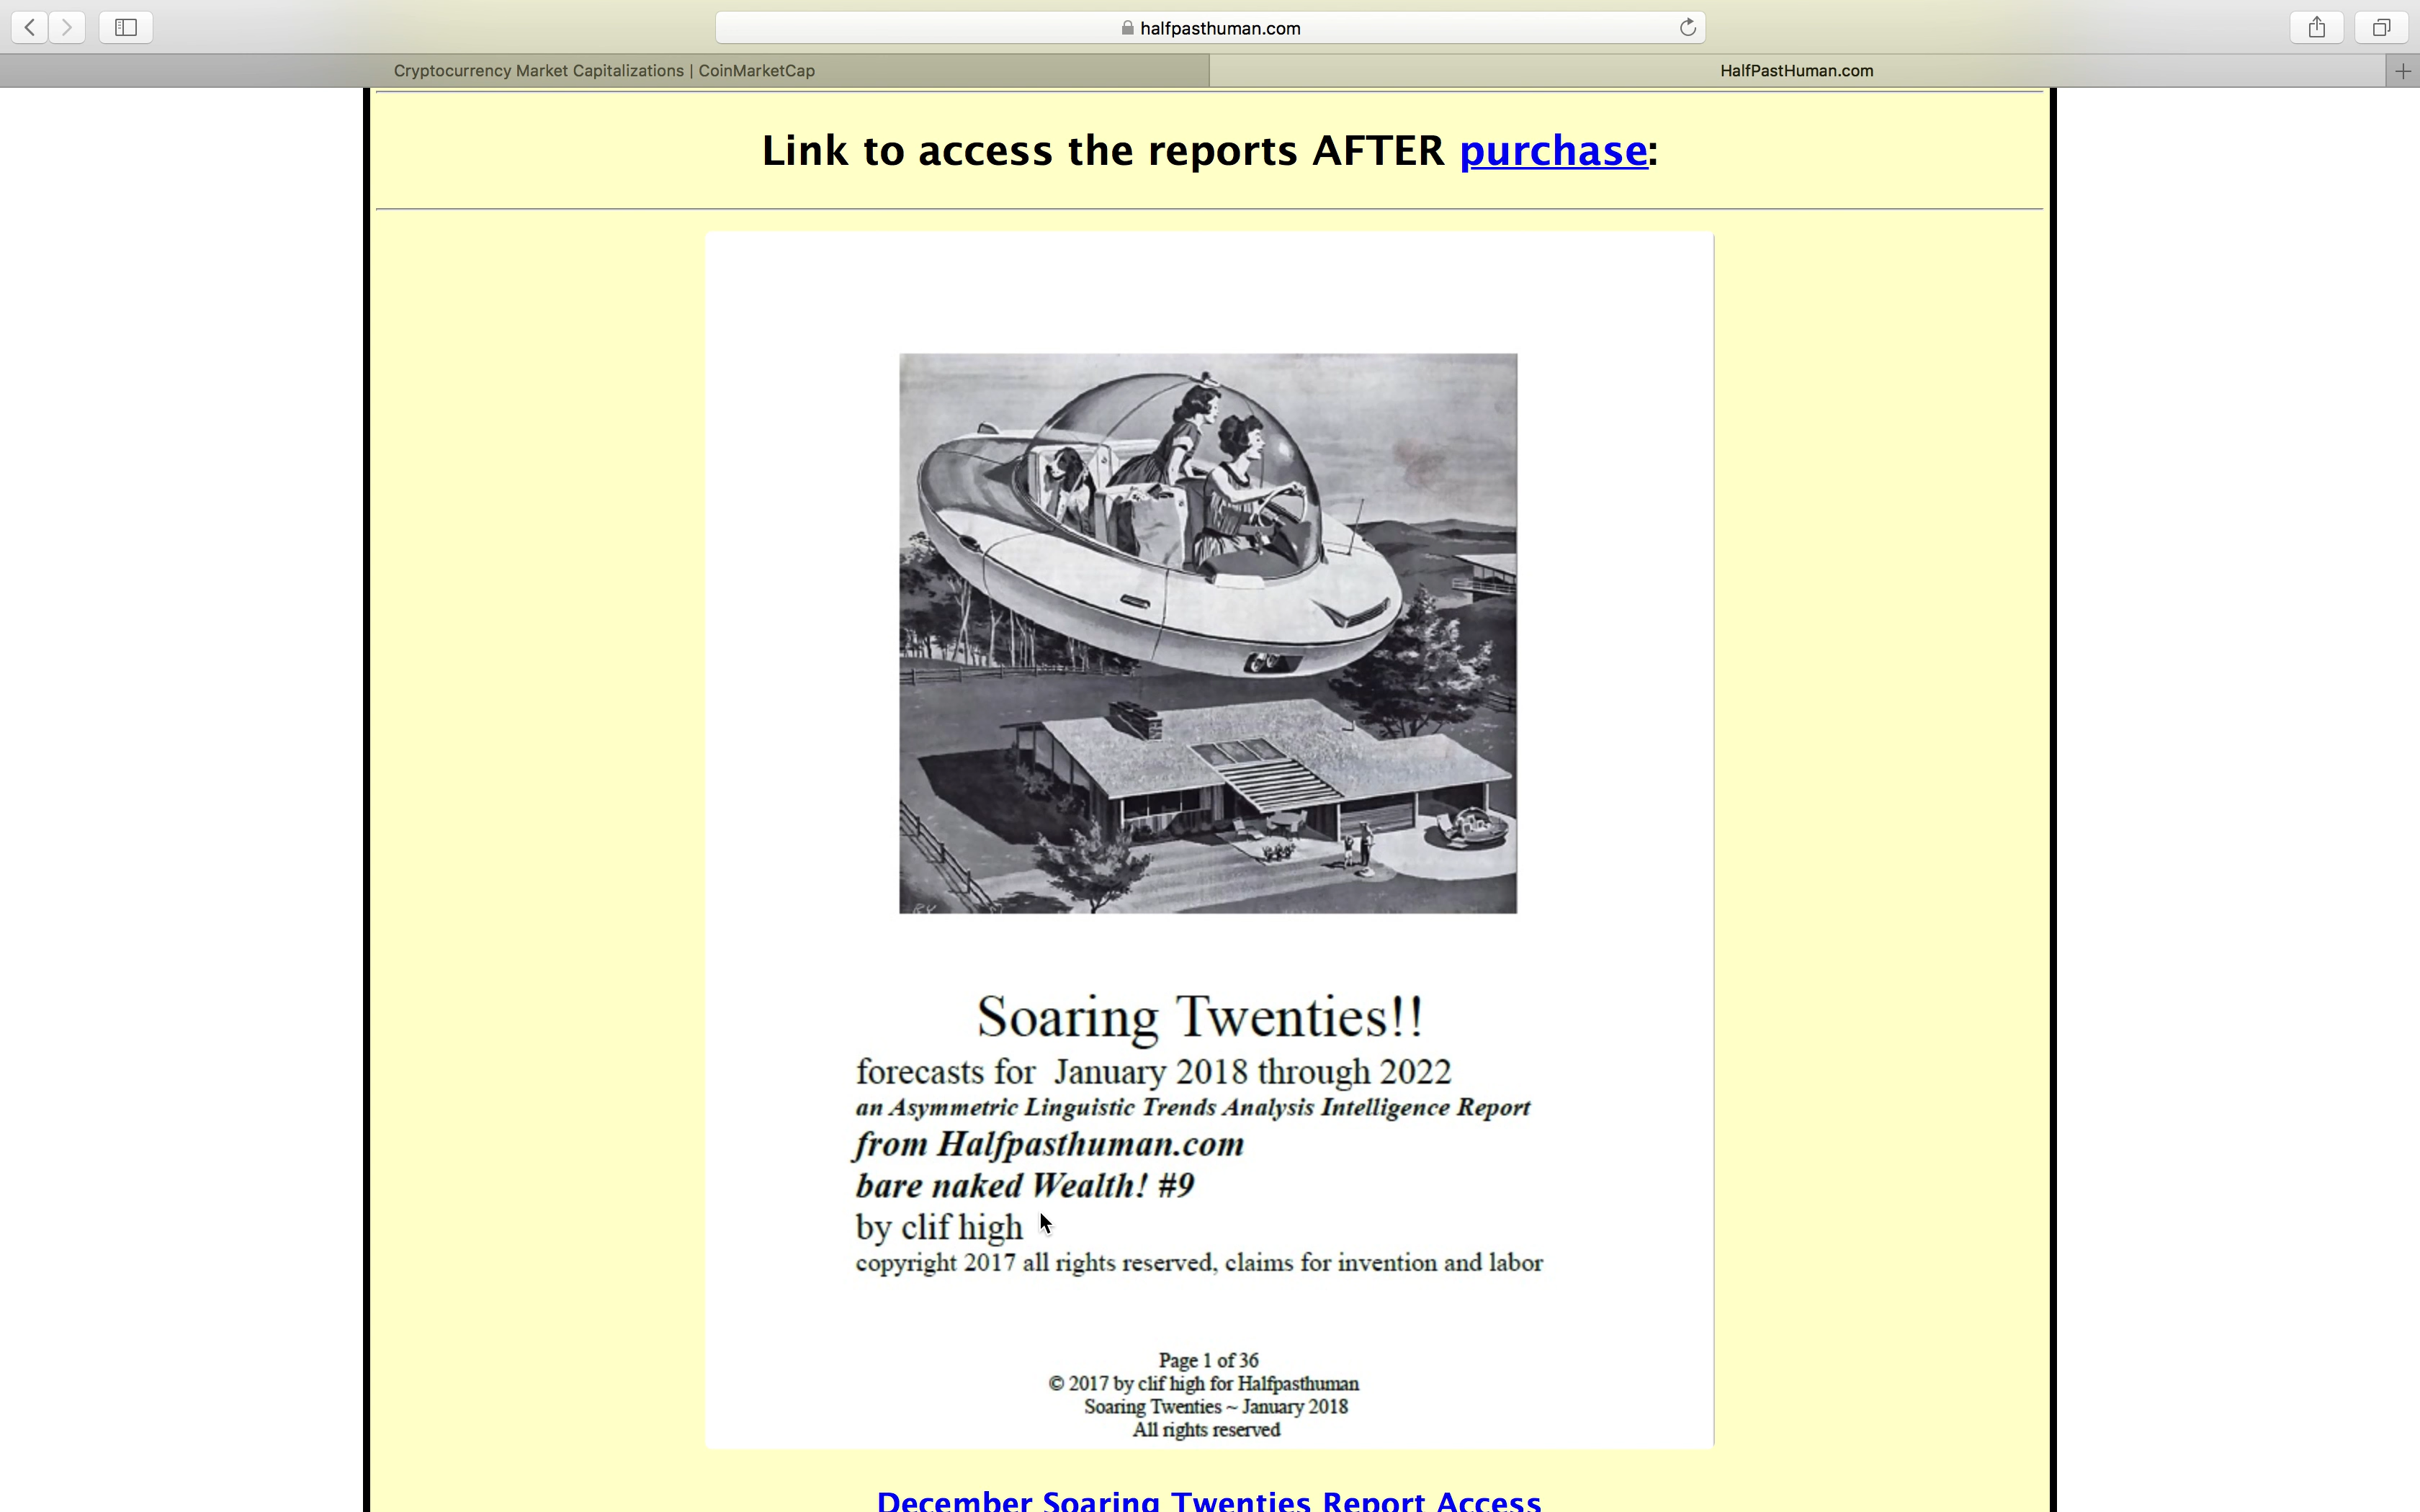 halfpasthuman.com
Cryptocurrency Market Capitalizations | CoinMarketCap
HalfPastHuman.com
Link to access the reports AFTER purchase:
Soaring Twenties!!
forecasts for January 2018 through 2022
an Asymmetric Linguistic Trends Analysis Intelligence Report
from Halfpasthuman.com
bare naked Wealth! #9
by clif high
copyright 2017 all rights reserved, claims for invention and labor
Page 1 of 36
© 2017 by clif high for Halfpasthuman
Soaring Twenties ~ January 2018
All rights reserved
December Soaring Twenties Report Access